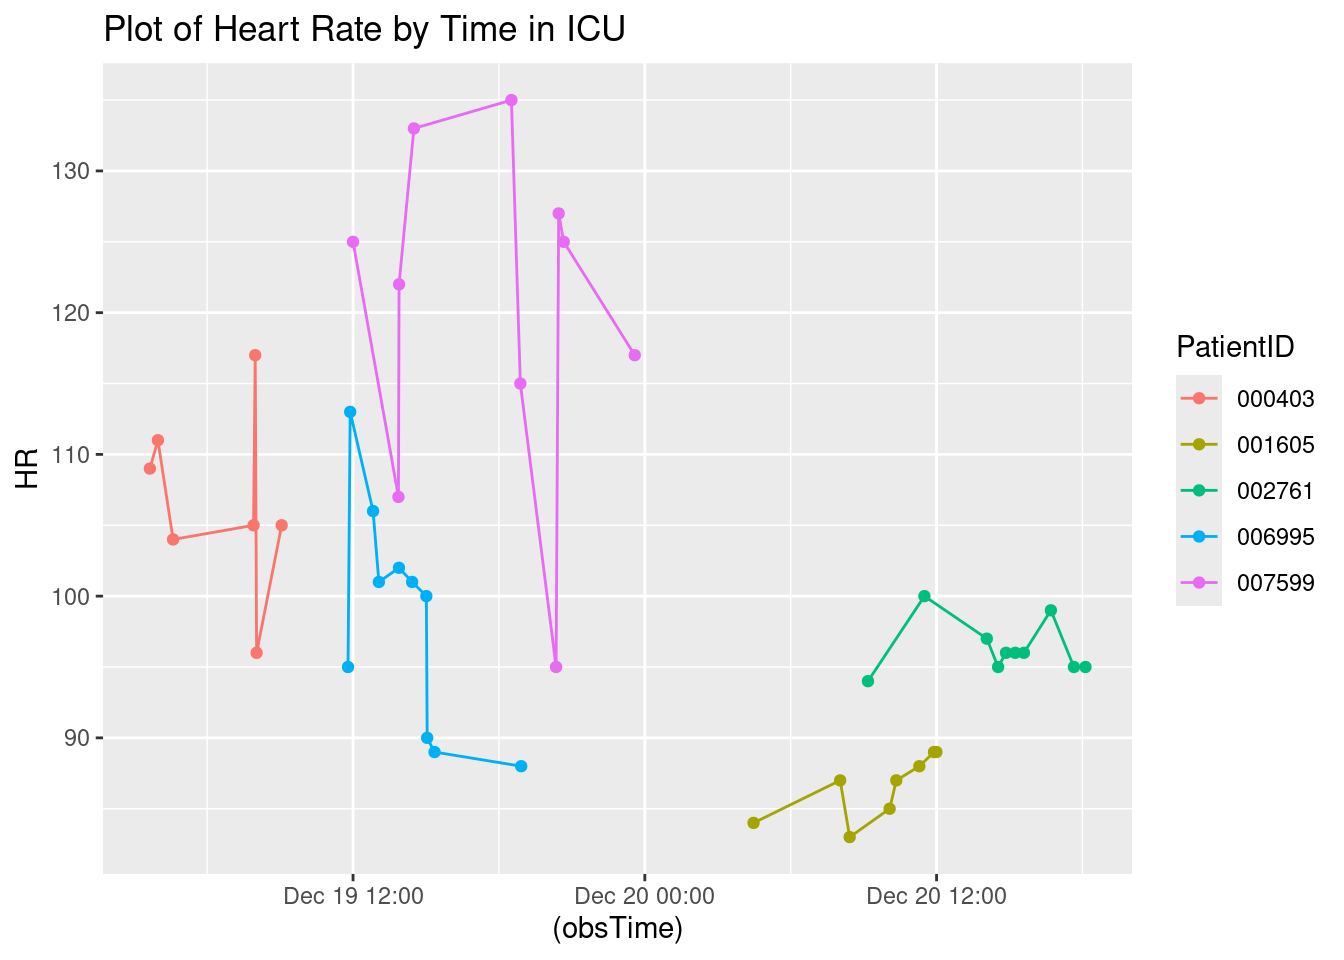 Plot of Heart Rate by Time in ICU
130
120
110
100
90
HR
Dec 19 12:00
Dec 20 00:00
Dec 20 12:00
(obsTime)
PatientID
000403
001605
002761
006995
007599